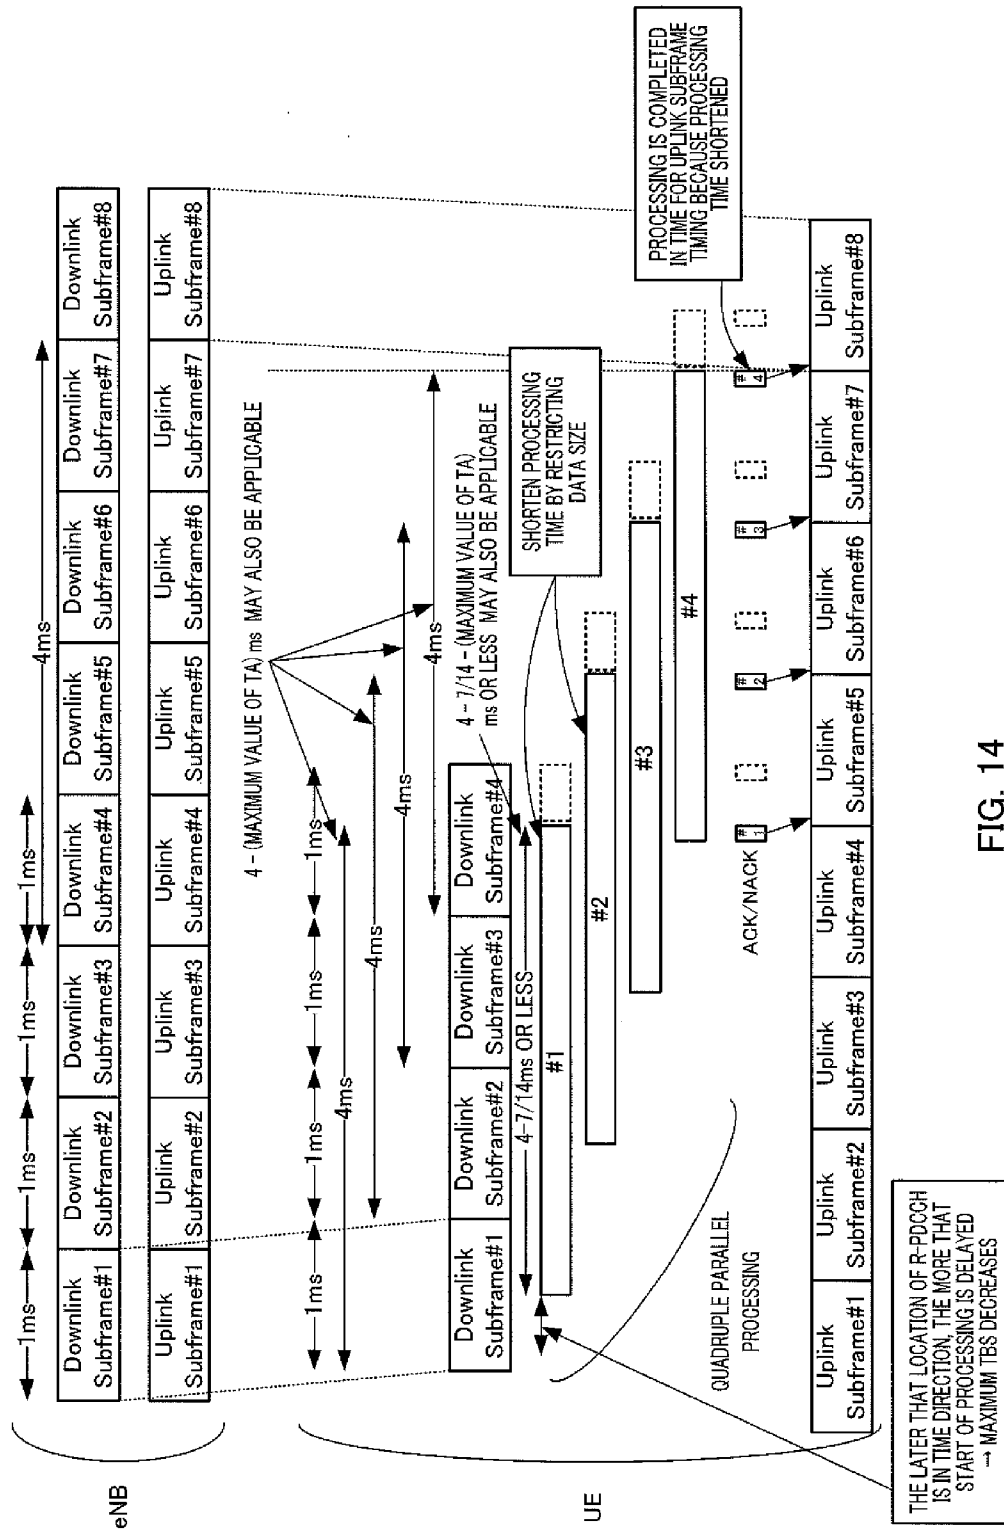 eNB
1ms
1ms
1ms
1ms
4ms
Downlink
Subframe#1
Downlink
Subframe#2
Downlink
Subframe#3
Downlink
Subframe#4
Downlink
Subframe#5
Downlink
Subframe#6
Downlink
Subframe#7
Downlink
Subframe#8
Uplink
Subframe#1
Uplink
Subframe#2
Uplink
Subframe#3
Uplink
Subframe#4
Uplink
Subframe#5
Uplink
Subframe#6
Uplink
Subframe#7
Uplink
Subframe#8
UE
4 - (MAXIMUM VALUE OF TA) ms MAY ALSO BE APPLICABLE
1ms
1ms
1ms
1ms
4ms
4ms
4ms
4ms
Downlink
Subframe#1
Downlink
Subframe#2
Downlink
Subframe#3
Downlink
Subframe#4
4 - 7/14 - (MAXIMUM VALUE OF TA)
ms OR LESS MAY ALSO BE APPLICABLE
4-7/14ms OR LESS
SHORTEN PROCESSING
TIME BY RESTRICTING
DATA SIZE
#1
#2
#3
#4
PROCESSING IS COMPLETED
IN TIME FOR UPLINK SUBFRAME
TIMING BECAUSE PROCESSING
TIME SHORTENED
QUADRUPLE PARALLEL
PROCESSING
ACK/NACK
#
1
#
2
#
3
#
4
Uplink
Subframe#1
Uplink
Subframe#2
Uplink
Subframe#3
Uplink
Subframe#4
Uplink
Subframe#5
Uplink
Subframe#6
Uplink
Subframe#7
Uplink
Subframe#8
THE LATER THAT LOCATION OF R-PDCCH
IS IN TIME DIRECTION, THE MORE THAT
START OF PROCESSING IS DELAYED
→ MAXIMUM TBS DECREASES
FIG. 14